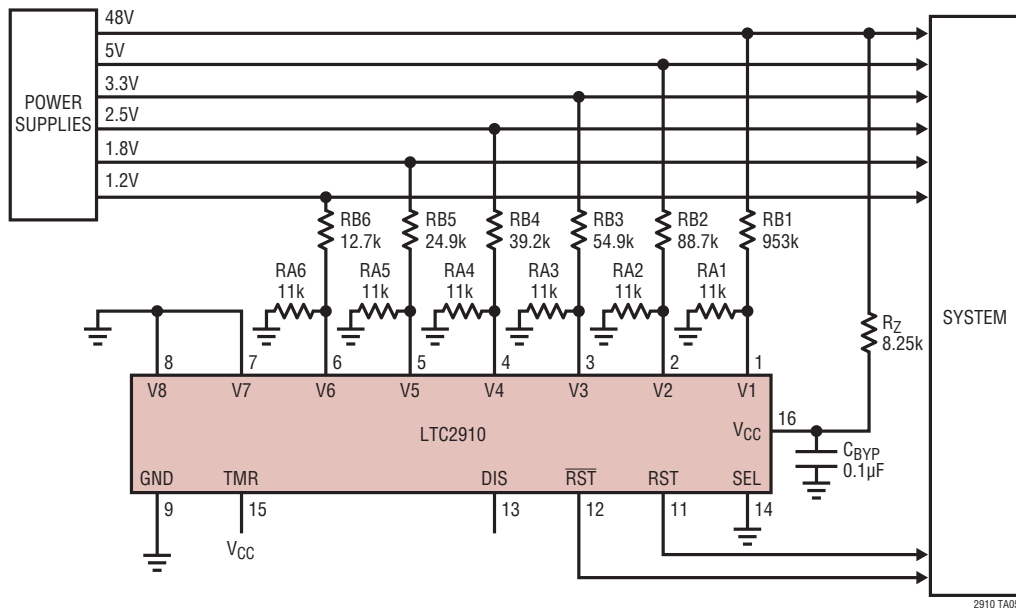 48V
5V
3.3V
2.5V
1.8V
1.2V
POWER
SUPPLIES
SYSTEM
RB6
12.7k
RB5
24.9k
RB4
39.2k
RB3
54.9k
RB2
88.7k
RB1
953k
RA6
11k
RA5
11k
RA4
11k
RA3
11k
RA2
11k
RA1
11k
RZ
8.25k
8
7
6
5
4
3
2
1
V8
V7
V6
V5
V4
V3
V2
V1
LTC2910
VCC
16
CBYP
0.1µF
GND
TMR
DIS
R̅S̅T̅
RST
SEL
9
15
13
12
11
14
VCC
2910 TA05